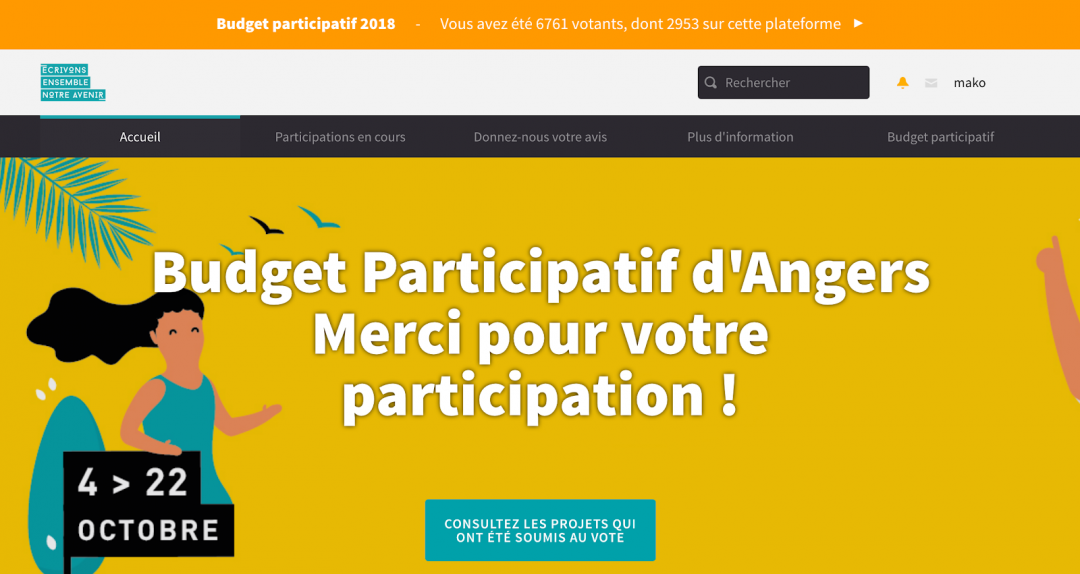 Budget participatif 2018 - Vous avez été 6761 votants, dont 2953 sur cette plateforme
ÉCRIVONS
ENSEMBLE
NOTRE AVENIR
Rechercher
mako
Accueil
Participations en cours
Donnez-nous votre avis
Plus d'information
Budget participatif
Budget Participatif d'Angers
Merci pour votre
participation !
4 > 22
OCTOBRE
CONSULTEZ LES PROJETS QUI
ONT ÉTÉ SOUMIS AU VOTE